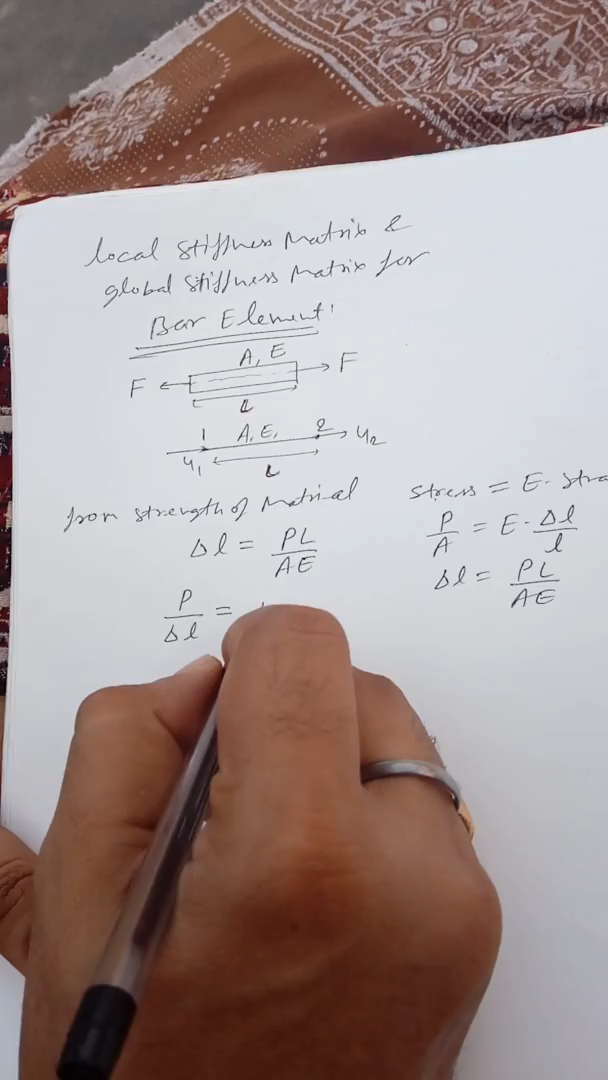 local stiffness Matrix &
global stiffness Matrix for
Bar Element
A, E
F
F
L
1
A, E,
2
u1
u2
L
from strength of Matrial
Δl = PL/AE
P/Δl =
stress = E. stra
P/A = E. Δl/l
Δl = PL/AE